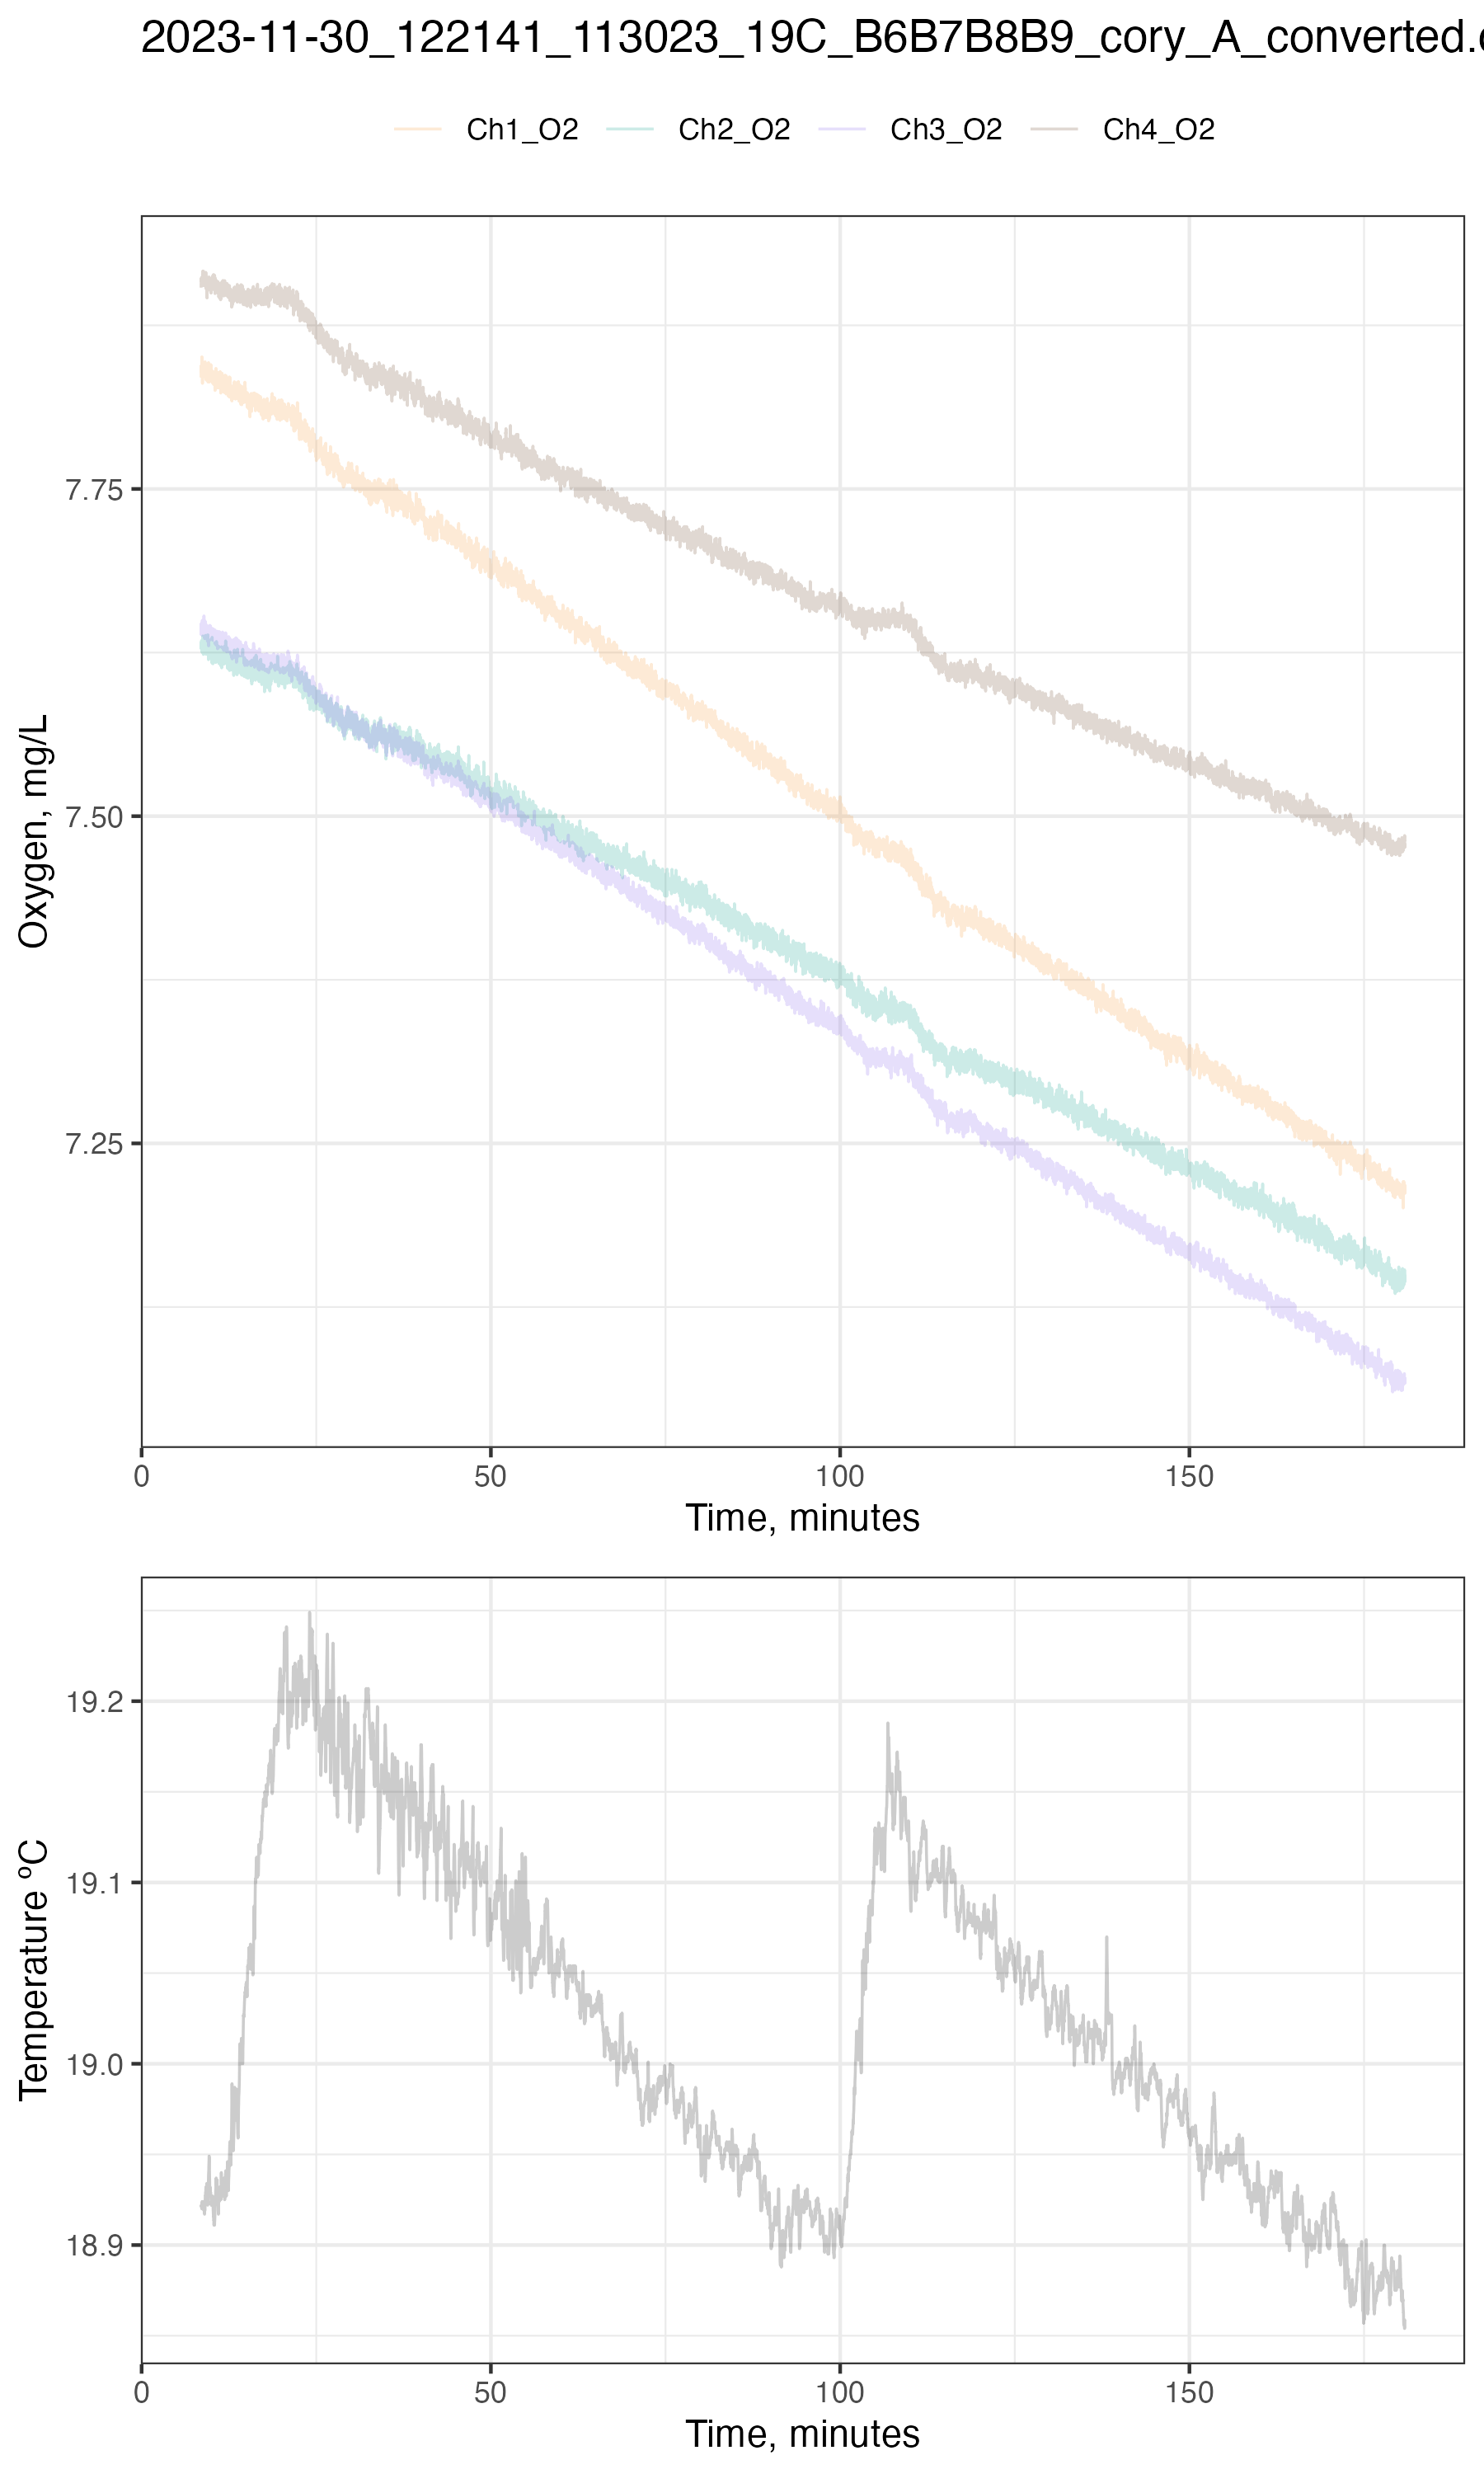 2023-11-30_122141_113023_19C_B6B7B8B9_cory_A_converted.
Ch1_O2 Ch2_O2 Ch3_O2 Ch4_O2
7.75
7.50
7.25
Oxygen, mg/L
0 50 100 150
Time, minutes
19.2
19.1
19.0
18.9
Temperature ºC
0 50 100 150
Time, minutes